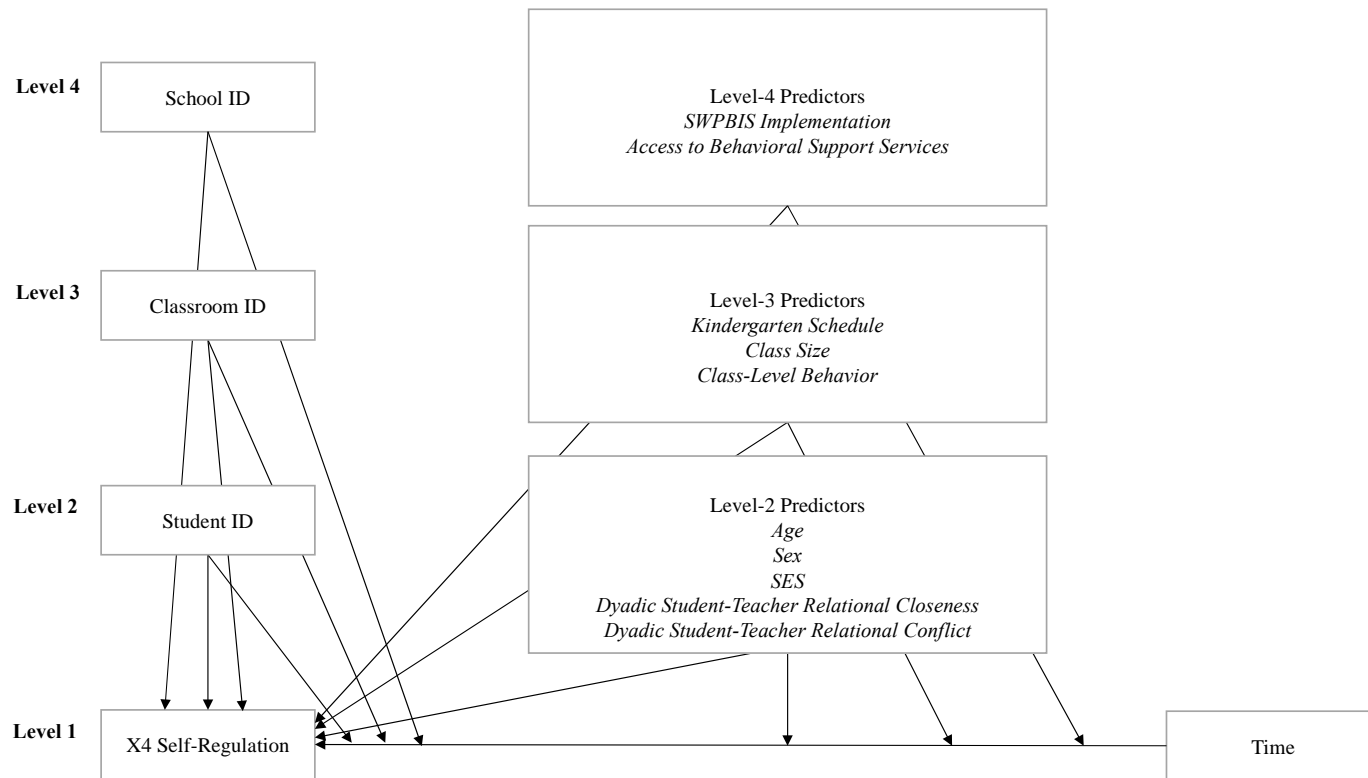 Level 4
School ID
Level-4 Predictors
SWPBIS Implementation
Access to Behavioral Support Services
Level 3
Classroom ID
Level-3 Predictors
Kindergarten Schedule
Class Size
Class-Level Behavior
Level 2
Student ID
Level-2 Predictors
Age
Sex
SES
Dyadic Student-Teacher Relational Closeness
Dyadic Student-Teacher Relational Conflict
Level 1
X4 Self-Regulation
Time